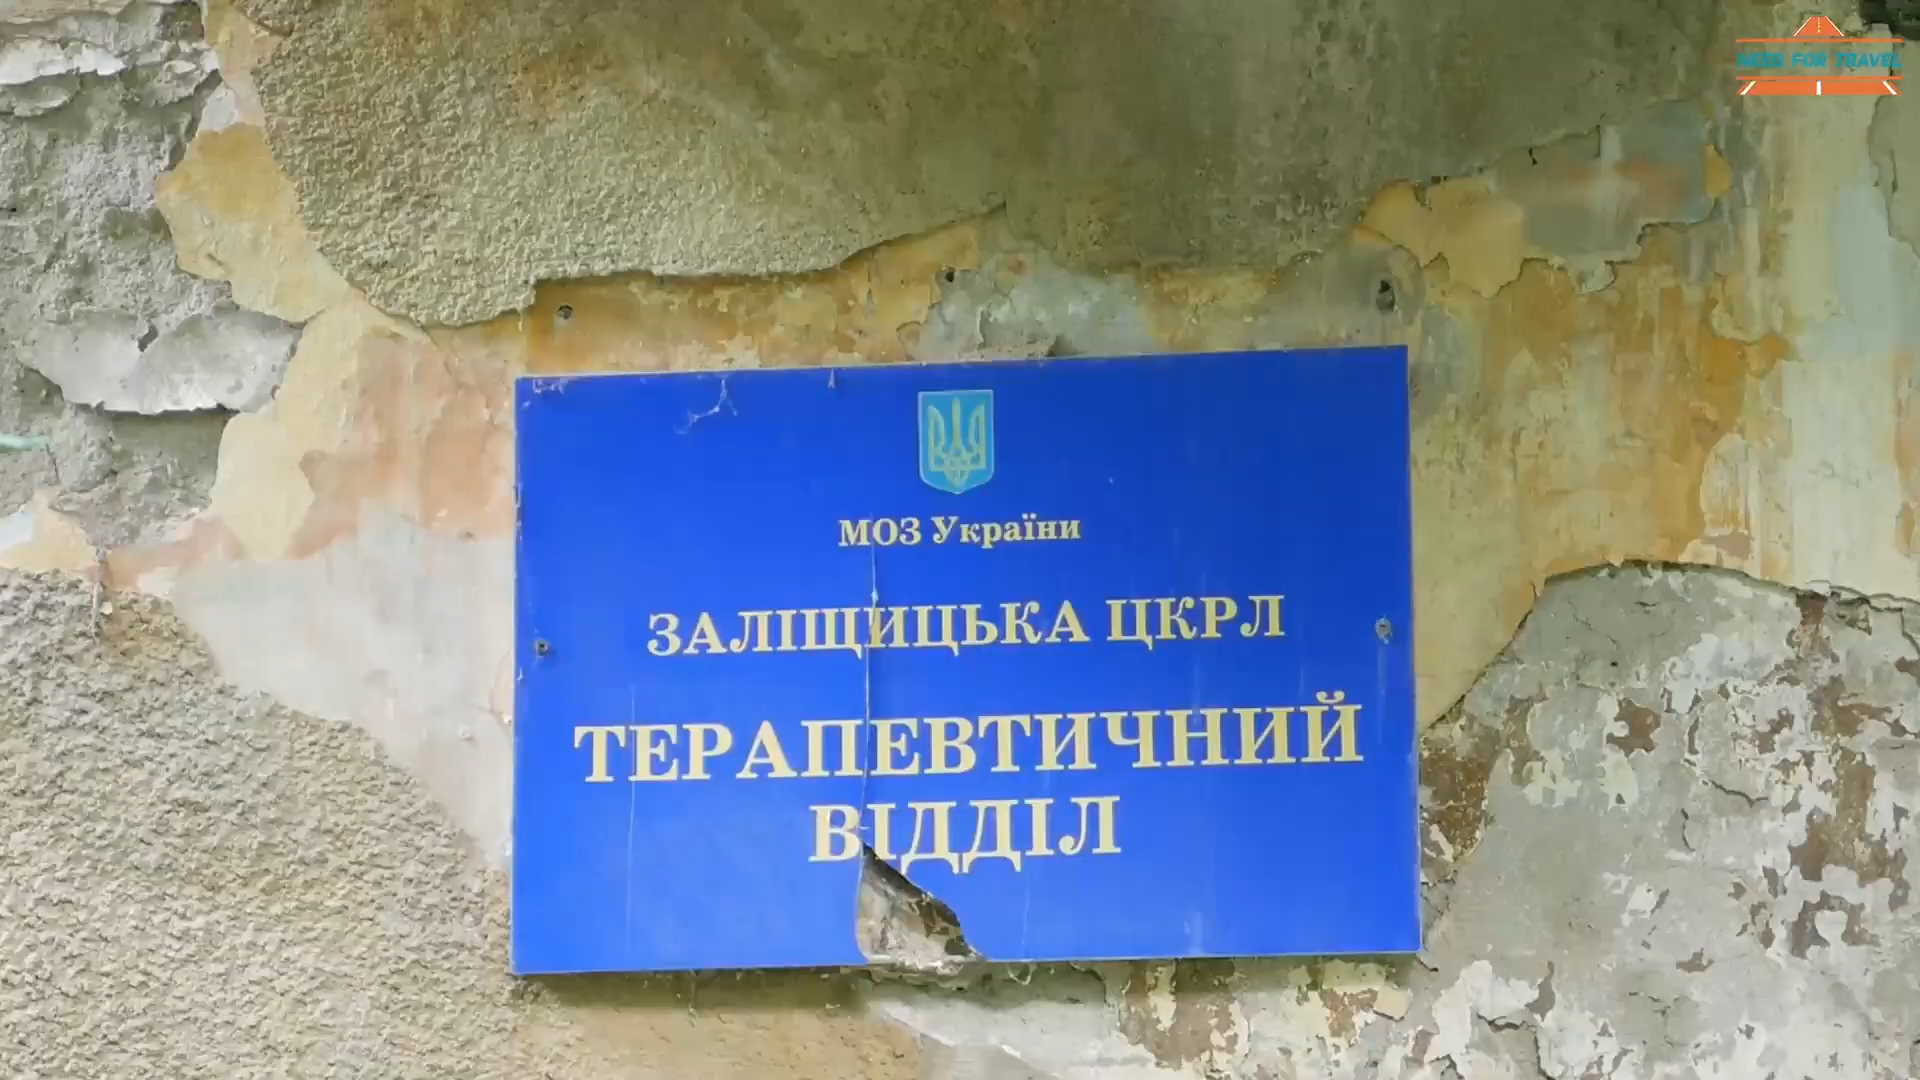 NEED FOR TRAVEL
МОЗ України
ЗАЛІЩИЦЬКА ЦКРЛ
ТЕРАПЕВТИЧНИЙ
ВІДДІЛ